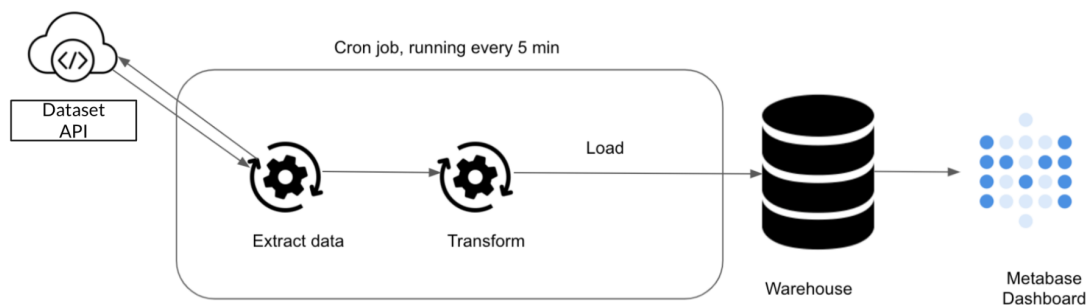 Cron job, running every 5 min
</>
Dataset
API
Load
Extract data
Transform
Warehouse
Metabase
Dashboard